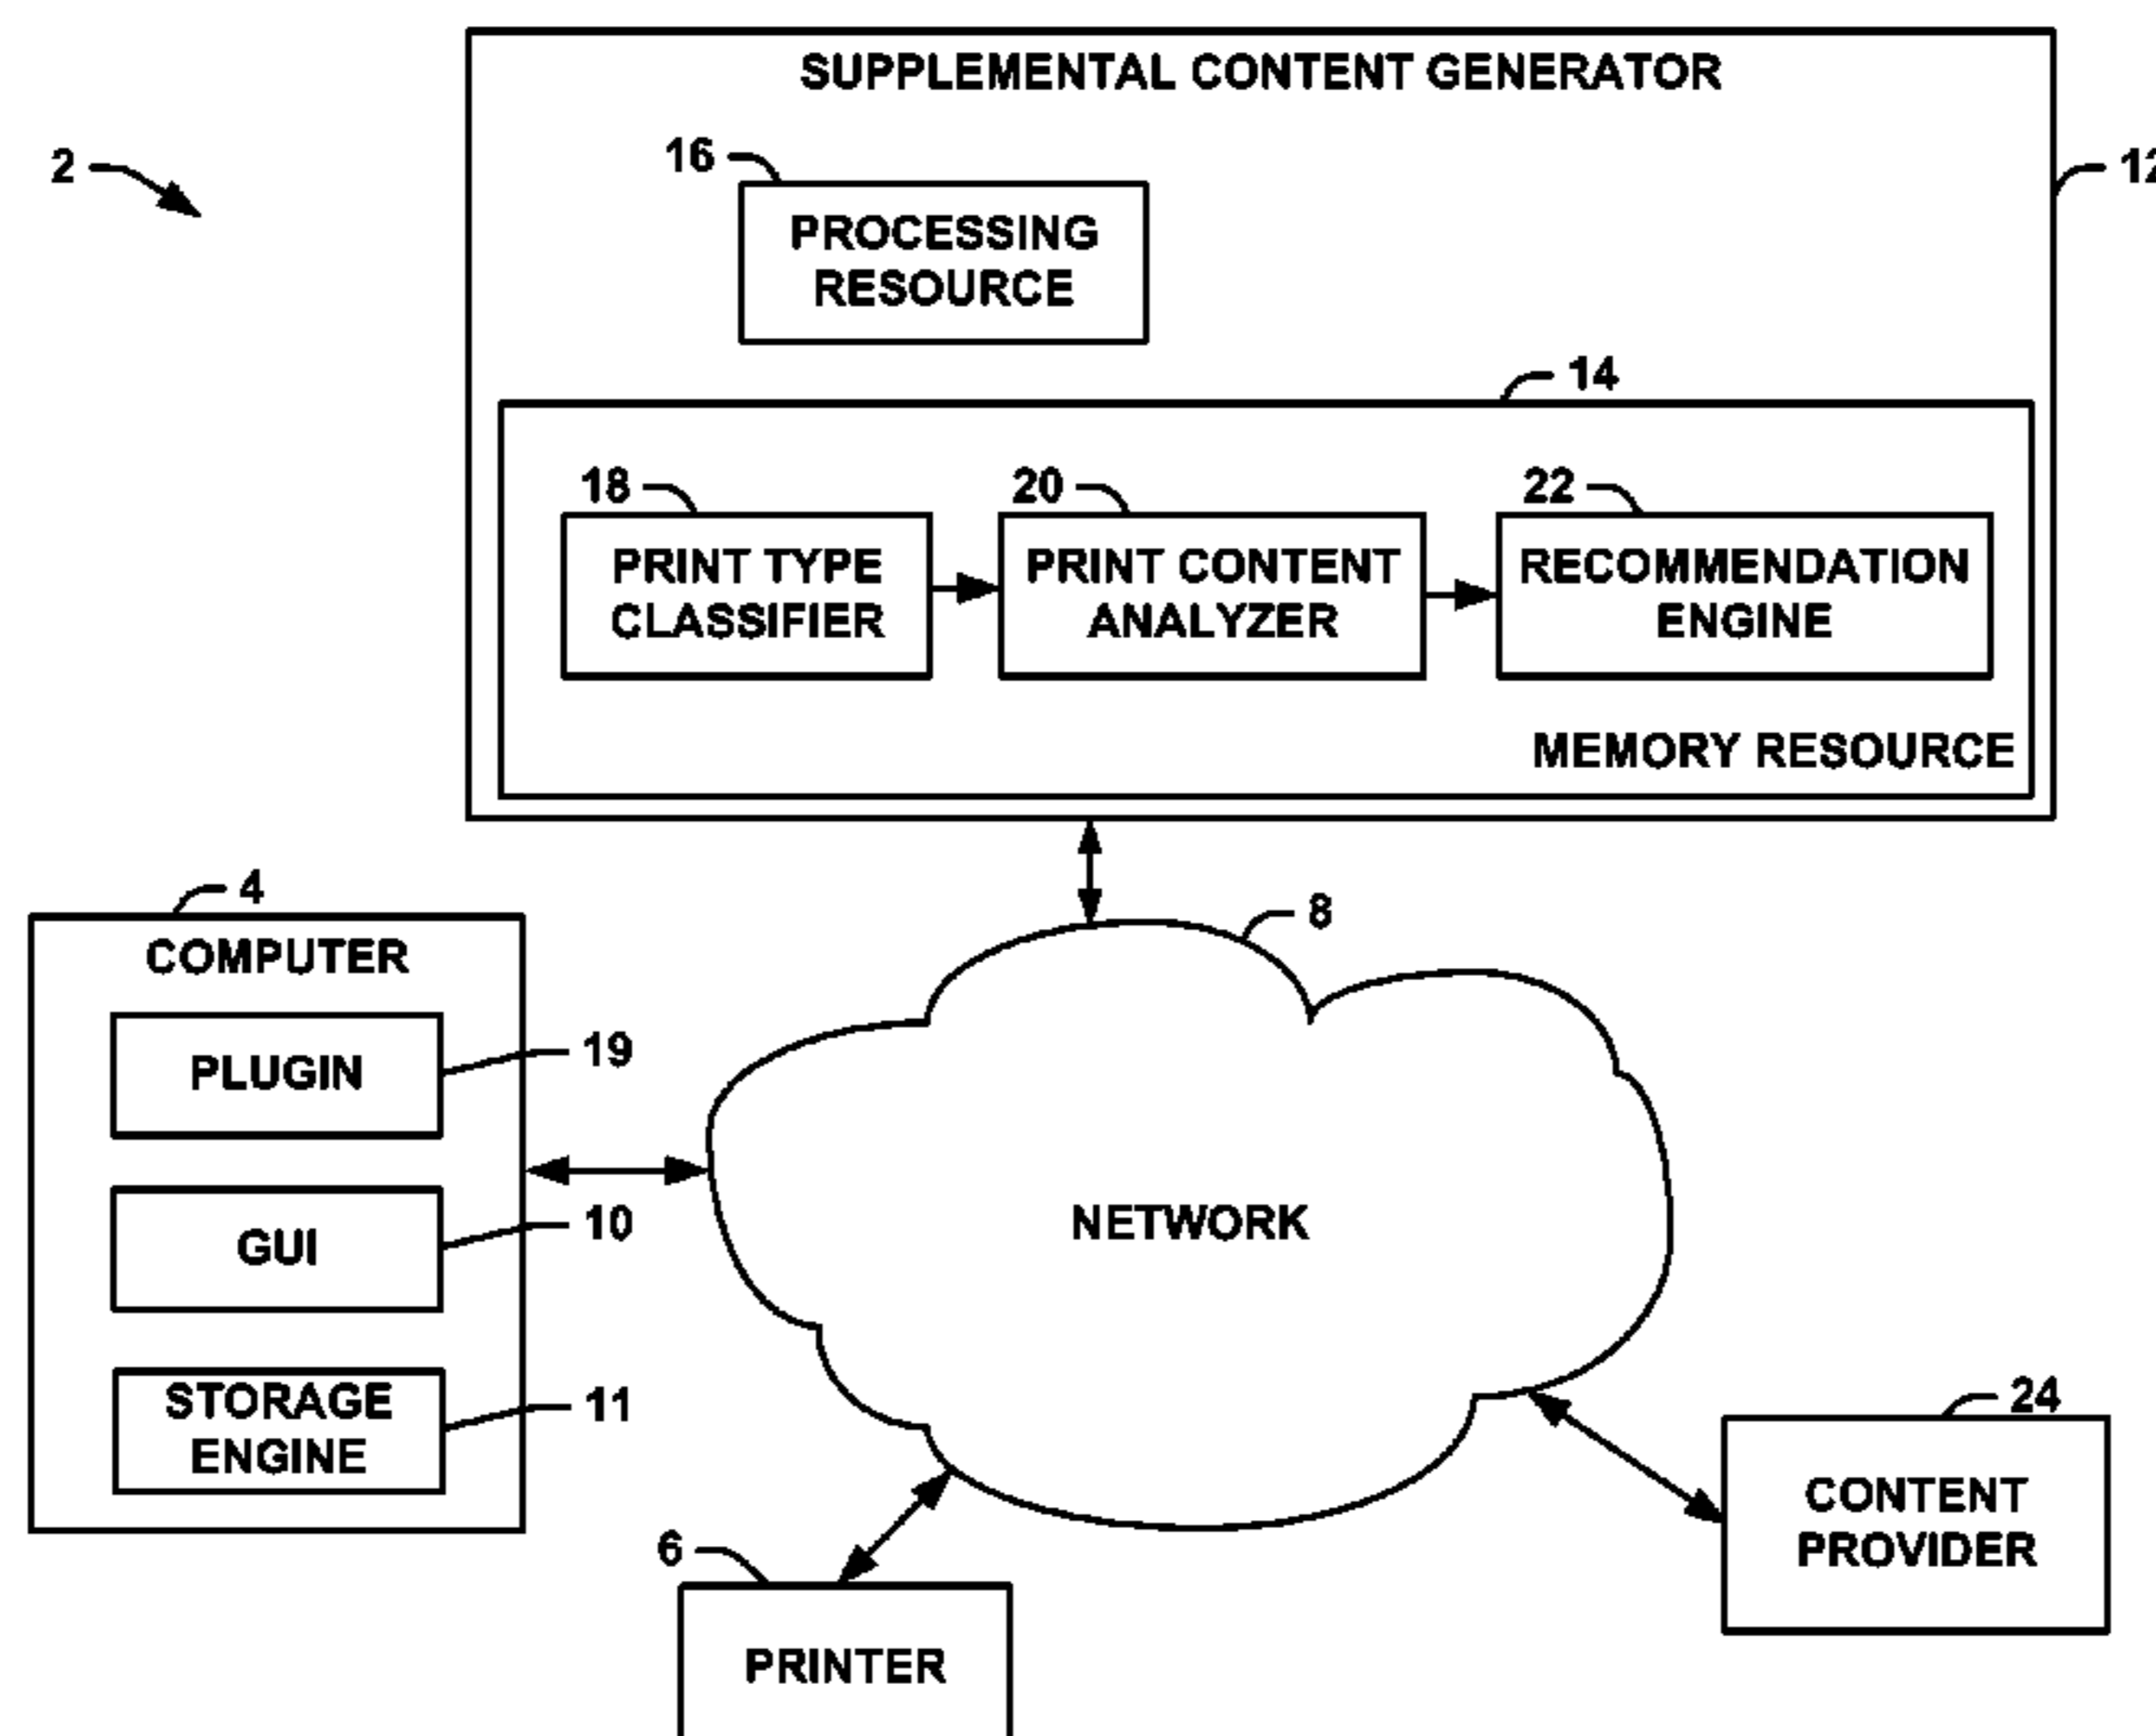 SUPPLEMENTAL CONTENT GENERATOR
2
16
12
PROCESSING
RESOURCE
14
18
20
22
PRINT TYPE
CLASSIFIER
PRINT CONTENT
ANALYZER
RECOMMENDATION
ENGINE
MEMORY RESOURCE
4
8
COMPUTER
PLUGIN
19
GUI
10
STORAGE
ENGINE
11
NETWORK
24
CONTENT
PROVIDER
6
PRINTER